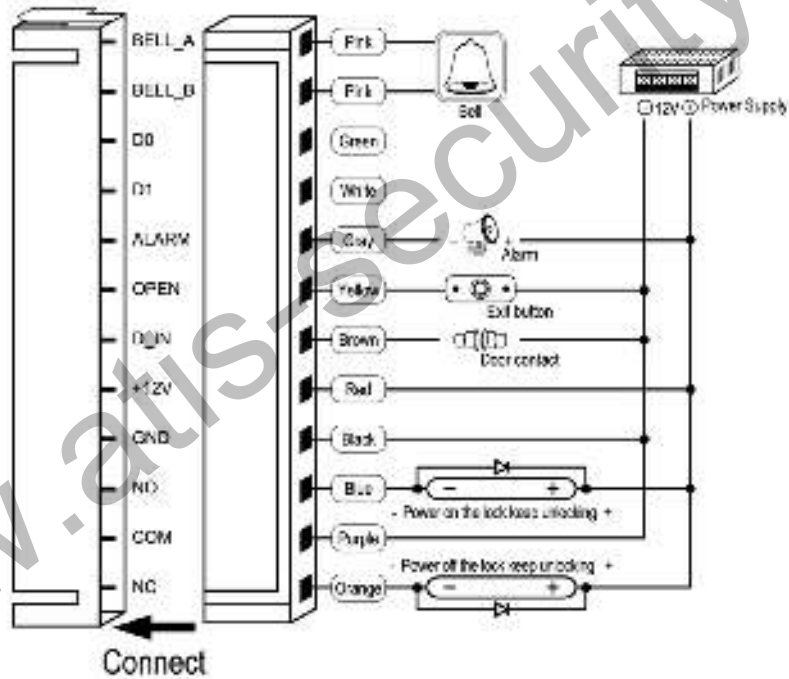 BELL_A
Pink
BELL_B
Pink
Bell
12V
Power Supply
D0
Green
D1
White
ALARM
Gray
- +
Alarm
OPEN
Yellow
Exit button
D_IN
Brown
Door contact
+12V
Red
GND
Black
NO
Blue
- +
- Power on the lock keep unlocking +
COM
Purple
- Power off the lock keep unlocking +
NC
Orange
- +
Connect
w.atis-security